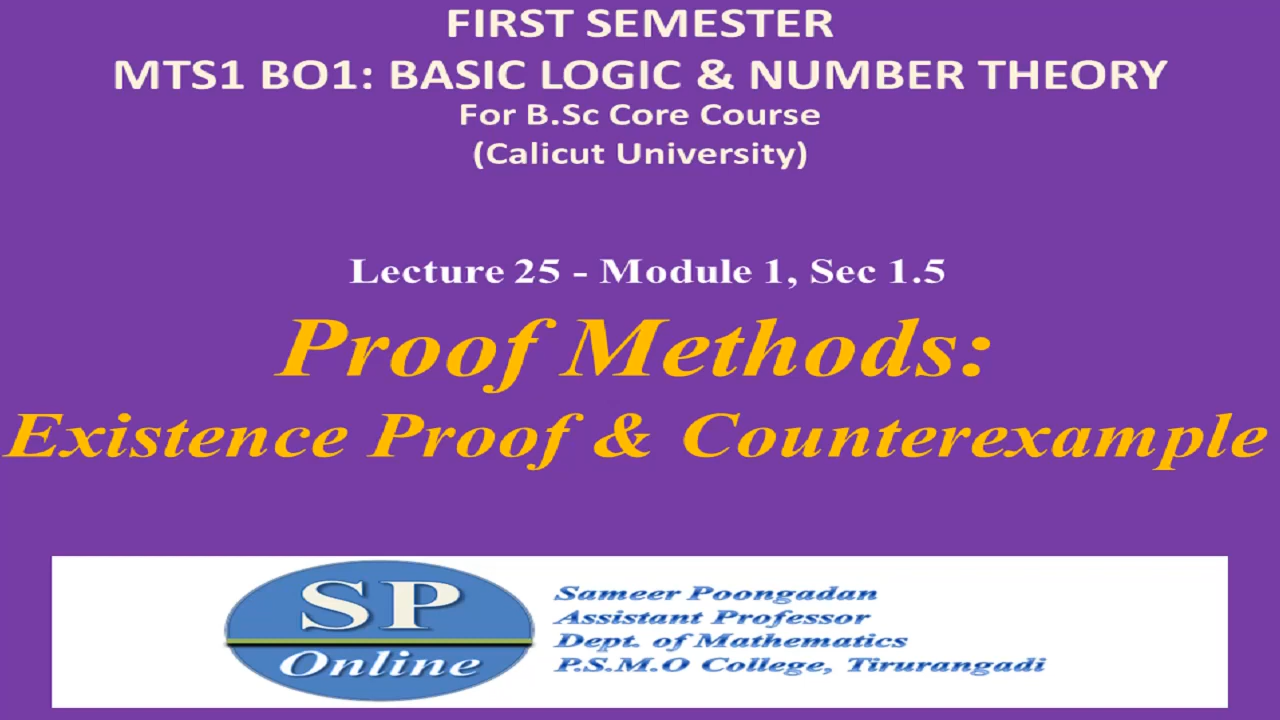 FIRST SEMESTER
MTS1 BO1: BASIC LOGIC & NUMBER THEORY
For B.Sc Core Course
(Calicut University)
Lecture 25 - Module 1, Sec 1.5
Proof Methods:
Existence Proof & Counterexample
SP
Online
Sameer Poongadan
Assistant Professor
Dept. of Mathematics
P.S.M.O College, Tirurangadi